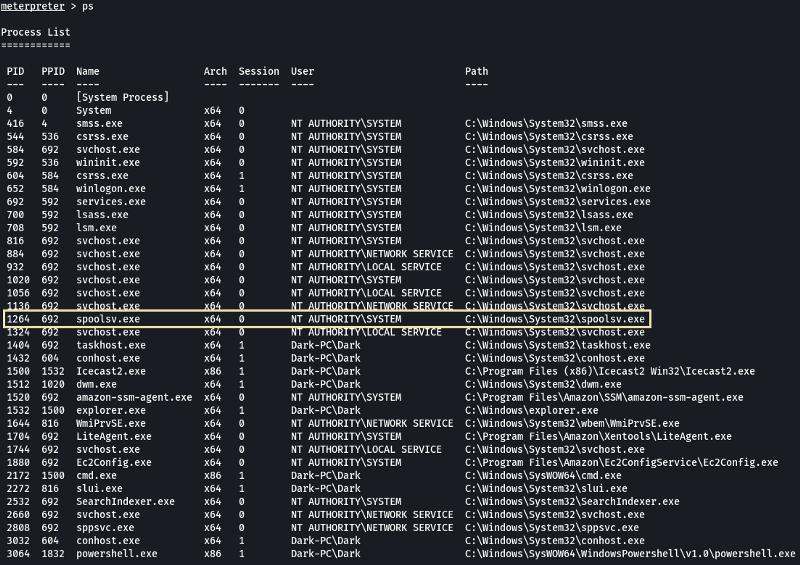 meterpreter > ps
Process List
============
PID PPID Name Arch Session User Path
--- ---- ---- ---- ------- ---- ----
0 0 [System Process]
4 0 System x64 0
416 4 smss.exe x64 0 NT AUTHORITY\SYSTEM C:\Windows\System32\smss.exe
544 536 csrss.exe x64 0 NT AUTHORITY\SYSTEM C:\Windows\System32\csrss.exe
584 692 svchost.exe x64 0 NT AUTHORITY\SYSTEM C:\Windows\System32\svchost.exe
592 536 wininit.exe x64 0 NT AUTHORITY\SYSTEM C:\Windows\System32\wininit.exe
604 584 csrss.exe x64 1 NT AUTHORITY\SYSTEM C:\Windows\System32\csrss.exe
652 584 winlogon.exe x64 1 NT AUTHORITY\SYSTEM C:\Windows\System32\winlogon.exe
692 592 services.exe x64 0 NT AUTHORITY\SYSTEM C:\Windows\System32\services.exe
700 592 lsass.exe x64 0 NT AUTHORITY\SYSTEM C:\Windows\System32\lsass.exe
708 592 lsm.exe x64 0 NT AUTHORITY\SYSTEM C:\Windows\System32\lsm.exe
816 692 svchost.exe x64 0 NT AUTHORITY\SYSTEM C:\Windows\System32\svchost.exe
884 692 svchost.exe x64 0 NT AUTHORITY\NETWORK SERVICE C:\Windows\System32\svchost.exe
932 692 svchost.exe x64 0 NT AUTHORITY\LOCAL SERVICE C:\Windows\System32\svchost.exe
1020 692 svchost.exe x64 0 NT AUTHORITY\SYSTEM C:\Windows\System32\svchost.exe
1056 692 svchost.exe x64 0 NT AUTHORITY\LOCAL SERVICE C:\Windows\System32\svchost.exe
1136 692 svchost.exe x64 0 NT AUTHORITY\NETWORK SERVICE C:\Windows\System32\svchost.exe
1264 692 spoolsv.exe x64 0 NT AUTHORITY\SYSTEM C:\Windows\System32\spoolsv.exe
1324 692 svchost.exe x64 0 NT AUTHORITY\LOCAL SERVICE C:\Windows\System32\svchost.exe
1404 692 taskhost.exe x64 1 Dark-PC\Dark C:\Windows\System32\taskhost.exe
1432 604 conhost.exe x64 1 Dark-PC\Dark C:\Windows\System32\conhost.exe
1500 1532 Icecast2.exe x86 1 Dark-PC\Dark C:\Program Files (x86)\Icecast2 Win32\Icecast2.exe
1512 1020 dwm.exe x64 1 Dark-PC\Dark C:\Windows\System32\dwm.exe
1520 692 amazon-ssm-agent.exe x64 0 NT AUTHORITY\SYSTEM C:\Program Files\Amazon\SSM\amazon-ssm-agent.exe
1532 1500 explorer.exe x64 1 Dark-PC\Dark C:\Windows\explorer.exe
1644 816 WmiPrvSE.exe x64 0 NT AUTHORITY\NETWORK SERVICE C:\Windows\System32\wbem\WmiPrvSE.exe
1704 692 LiteAgent.exe x64 0 NT AUTHORITY\SYSTEM C:\Program Files\Amazon\Xentools\LiteAgent.exe
1744 692 svchost.exe x64 0 NT AUTHORITY\LOCAL SERVICE C:\Windows\System32\svchost.exe
1880 692 Ec2Config.exe x64 0 NT AUTHORITY\SYSTEM C:\Program Files\Amazon\Ec2ConfigService\Ec2Config.exe
2172 1500 cmd.exe x86 1 Dark-PC\Dark C:\Windows\SysWOW64\cmd.exe
2272 816 slui.exe x64 1 Dark-PC\Dark C:\Windows\System32\slui.exe
2532 692 SearchIndexer.exe x64 0 NT AUTHORITY\SYSTEM C:\Windows\System32\SearchIndexer.exe
2660 692 svchost.exe x64 0 NT AUTHORITY\NETWORK SERVICE C:\Windows\System32\svchost.exe
2808 692 sppsvc.exe x64 0 NT AUTHORITY\NETWORK SERVICE C:\Windows\System32\sppsvc.exe
3032 604 conhost.exe x64 1 Dark-PC\Dark C:\Windows\System32\conhost.exe
3064 1832 powershell.exe x86 1 Dark-PC\Dark C:\Windows\SysWOW64\WindowsPowershell\v1.0\powershell.exe